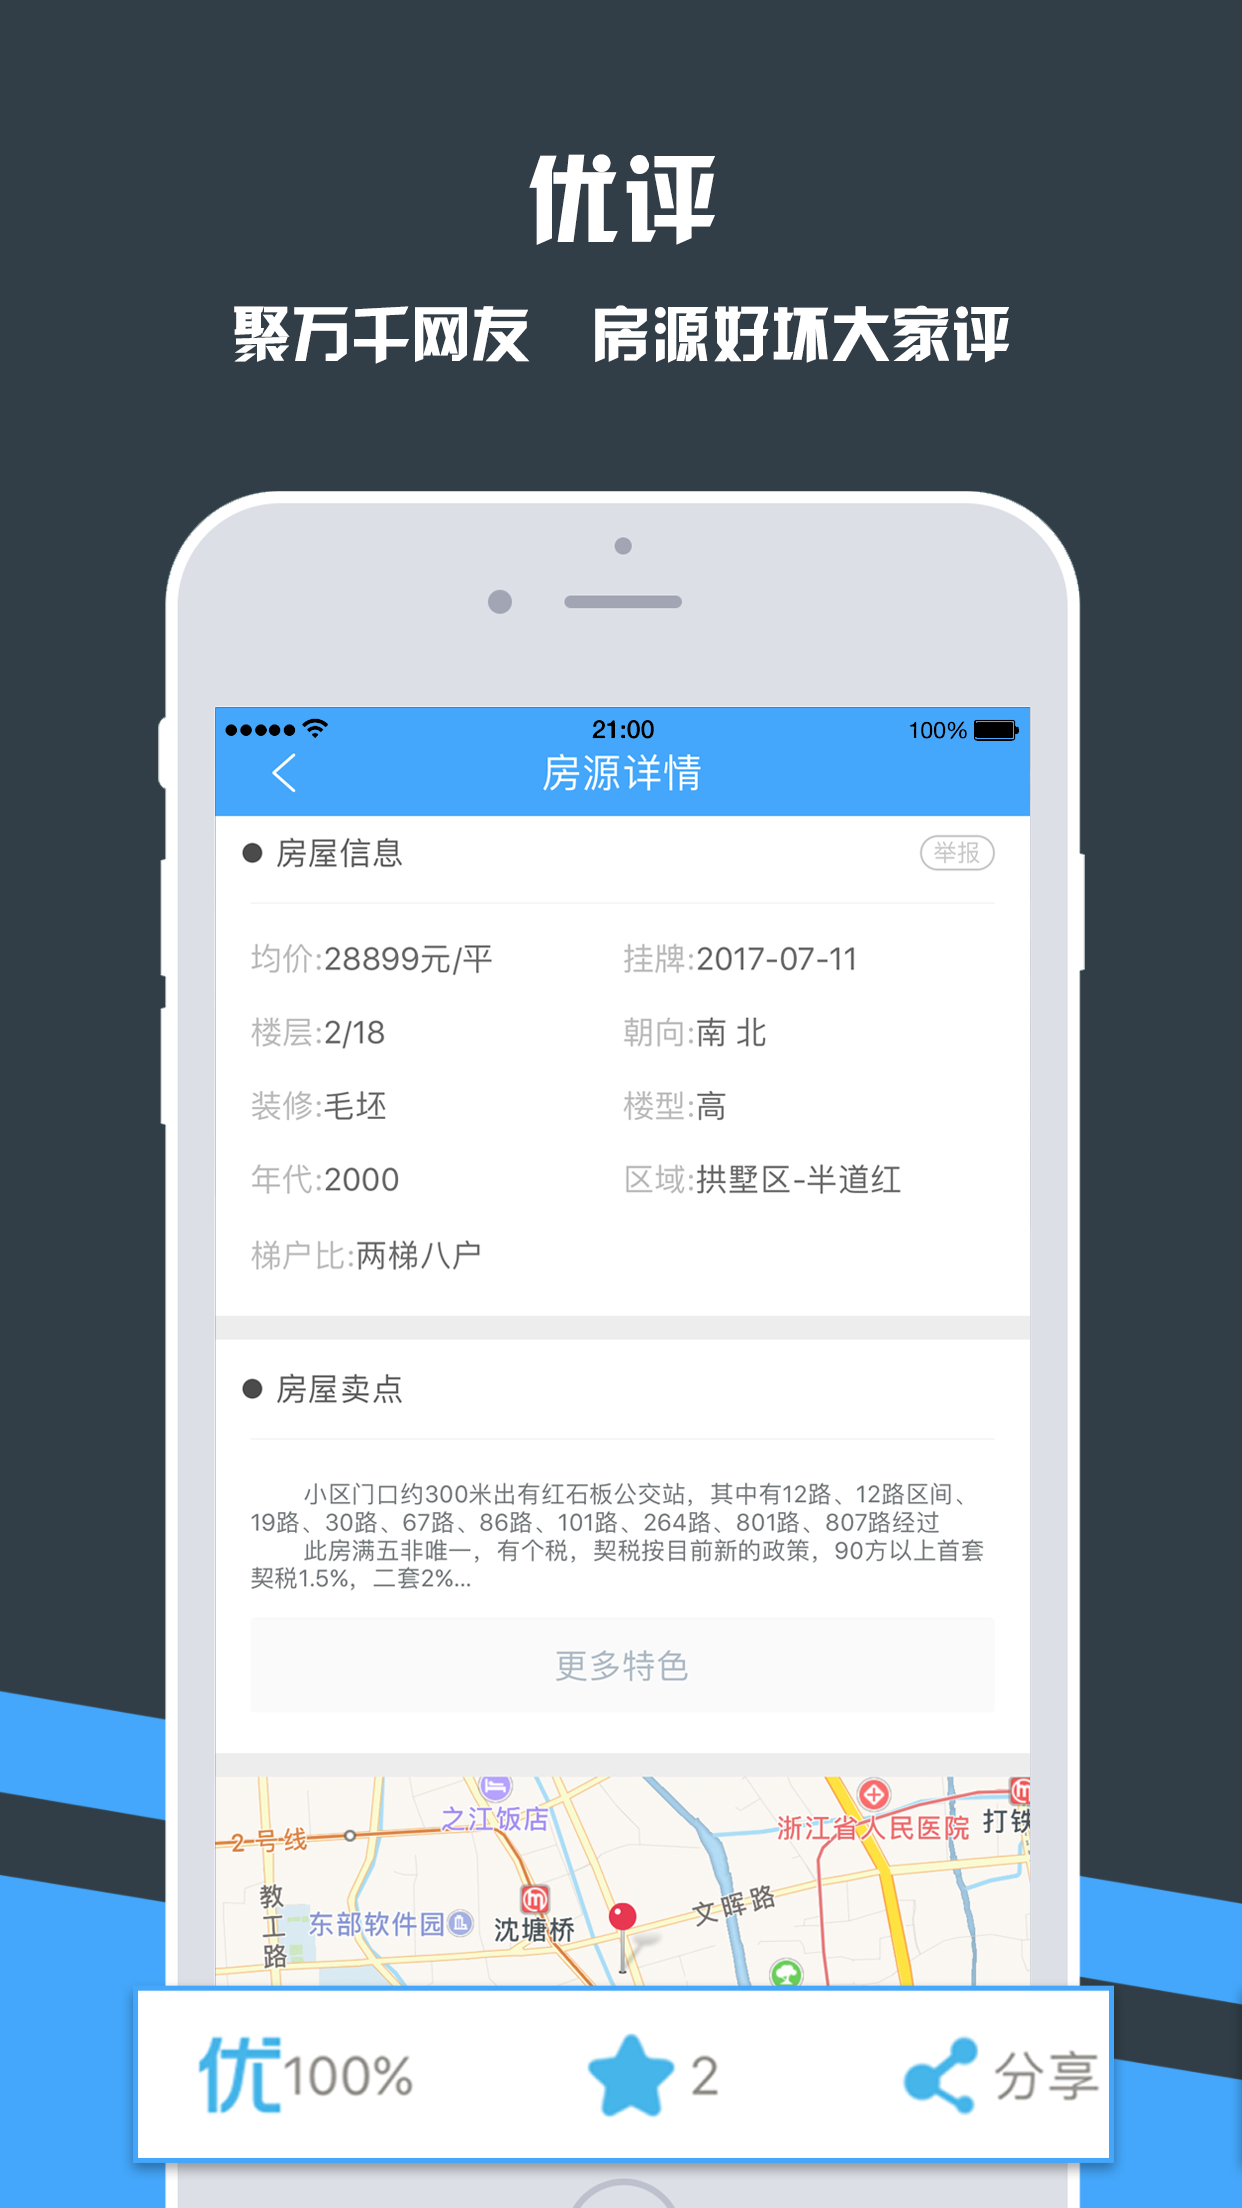 优评
聚万千网友 房源好坏大家评
21:00 100%
房源详情
房屋信息 举报
均价:28899元/平 挂牌:2017-07-11
楼层:2/18 朝向:南 北
装修:毛坯 楼型:高
年代:2000 区域:拱墅区-半道红
梯户比:两梯八户
房屋卖点
小区门口约300米出有红石板公交站，其中有12路、12路区间、
19路、30路、67路、86路、101路、264路、801路、807路经过
此房满五非唯一，有个税，契税按目前新的政策，90方以上首套
契税1.5%，二套2%...
更多特色
之江饭店
浙江省人民医院
打铁
2号线
教工路
东部软件园
沈塘桥
文晖路
优100% 2 分享